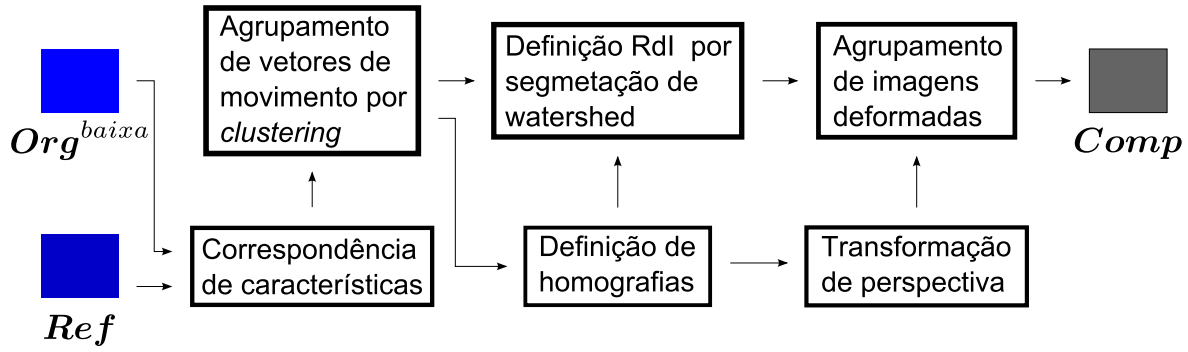 Org^baixa
Ref
Agrupamento
de vetores de
movimento por
clustering
Correspondência
de característícas
Definição RdI por
segmetação de
watershed
Definição de
homografias
Agrupamento
de imagens
deformadas
Transformação
de perspectiva
Comp